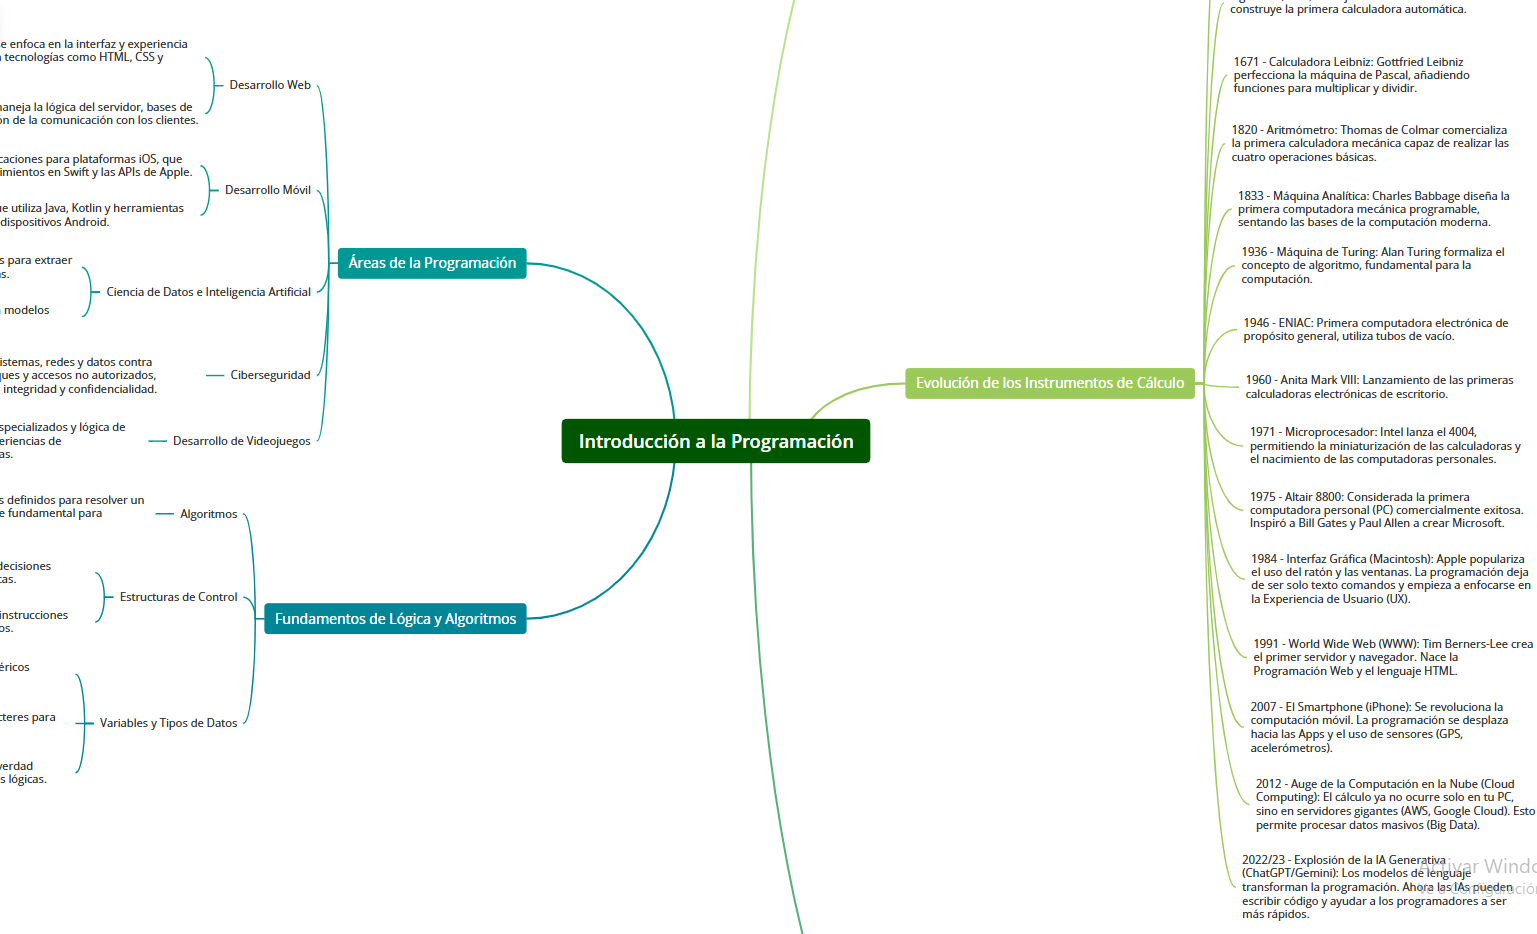 e enfoca en la interfaz y experiencia
tecnologías como HTML, CSS y
Desarrollo Web
aneja la lógica del servidor, bases de
ón de la comunicación con los clientes.
caciones para plataformas iOS, que
imientos en Swift y las APIs de Apple.
Desarrollo Móvil
ue utiliza Java, Kotlin y herramientas
dispositivos Android.
Áreas de la Programación
s para extraer
as.
Ciencia de Datos e Inteligencia Artificial
modelos
istemas, redes y datos contra
ques y accesos no autorizados,
integridad y confidencialidad.
Ciberseguridad
specializados y lógica de
eriencias de
as.
Desarrollo de Videojuegos
Introducción a la Programación
s definidos para resolver un
e fundamental para
Algoritmos
decisiones
cas.
Estructuras de Control
instrucciones
os.
Fundamentos de Lógica y Algoritmos
éricos
cteres para
Variables y Tipos de Datos
verdad
s lógicas.
construye la primera calculadora automática.
1671 - Calculadora Leibniz: Gottfried Leibniz
perfecciona la máquina de Pascal, añadiendo
funciones para multiplicar y dividir.
1820 - Aritmómetro: Thomas de Colmar comercializa
la primera calculadora mecánica capaz de realizar las
cuatro operaciones básicas.
1833 - Máquina Analítica: Charles Babbage diseña la
primera computadora mecánica programable,
sentando las bases de la computación moderna.
1936 - Máquina de Turing: Alan Turing formaliza el
concepto de algoritmo, fundamental para la
computación.
1946 - ENIAC: Primera computadora electrónica de
propósito general, utiliza tubos de vacío.
Evolución de los Instrumentos de Cálculo
1960 - Anita Mark VIII: Lanzamiento de las primeras
calculadoras electrónicas de escritorio.
1971 - Microprocesador: Intel lanza el 4004,
permitiendo la miniaturización de las calculadoras y
el nacimiento de las computadoras personales.
1975 - Altair 8800: Considerada la primera
computadora personal (PC) comercialmente exitosa.
Inspiró a Bill Gates y Paul Allen a crear Microsoft.
1984 - Interfaz Gráfica (Macintosh): Apple populariza
el uso del ratón y las ventanas. La programación deja
de ser solo texto comandos y empieza a enfocarse en
la Experiencia de Usuario (UX).
1991 - World Wide Web (WWW): Tim Berners-Lee crea
el primer servidor y navegador. Nace la
Programación Web y el lenguaje HTML.
2007 - El Smartphone (iPhone): Se revoluciona la
computación móvil. La programación se desplaza
hacia las Apps y el uso de sensores (GPS,
acelerómetros).
2012 - Auge de la Computación en la Nube (Cloud
Computing): El cálculo ya no ocurre solo en tu PC,
sino en servidores gigantes (AWS, Google Cloud). Esto
permite procesar datos masivos (Big Data).
2022/23 - Explosión de la IA Generativa
(ChatGPT/Gemini): Los modelos de lenguaje
transforman la programación. Ahora las IAs pueden
escribir código y ayudar a los programadores a ser
más rápidos.
Activar Windo
Ve a Configuración